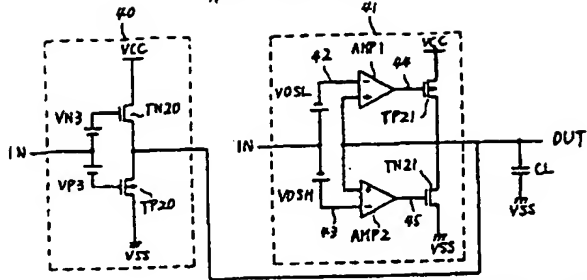 40
VCC
VN3
TN20
IN
VP3
TP20
VSS
41
42
AMP1
VCC
44
VOSL
TP21
IN
OUT
TN21
CL
VOSH
VSS
43
AMP2
45
VSS